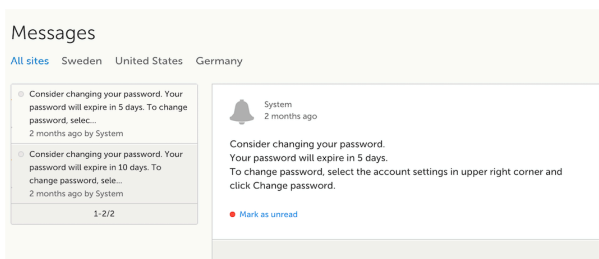 Messages
All sites Sweden United States Germany
Consider changing your password. Your
password will expire in 5 days. To change
password, selec...
2 months ago by System
Consider changing your password. Your
password will expire in 10 days. To
change password, sele...
2 months ago by System
1-2/2
System
2 months ago
Consider changing your password.
Your password will expire in 5 days.
To change password, select the account settings in upper right corner and
click Change password.
Mark as unread